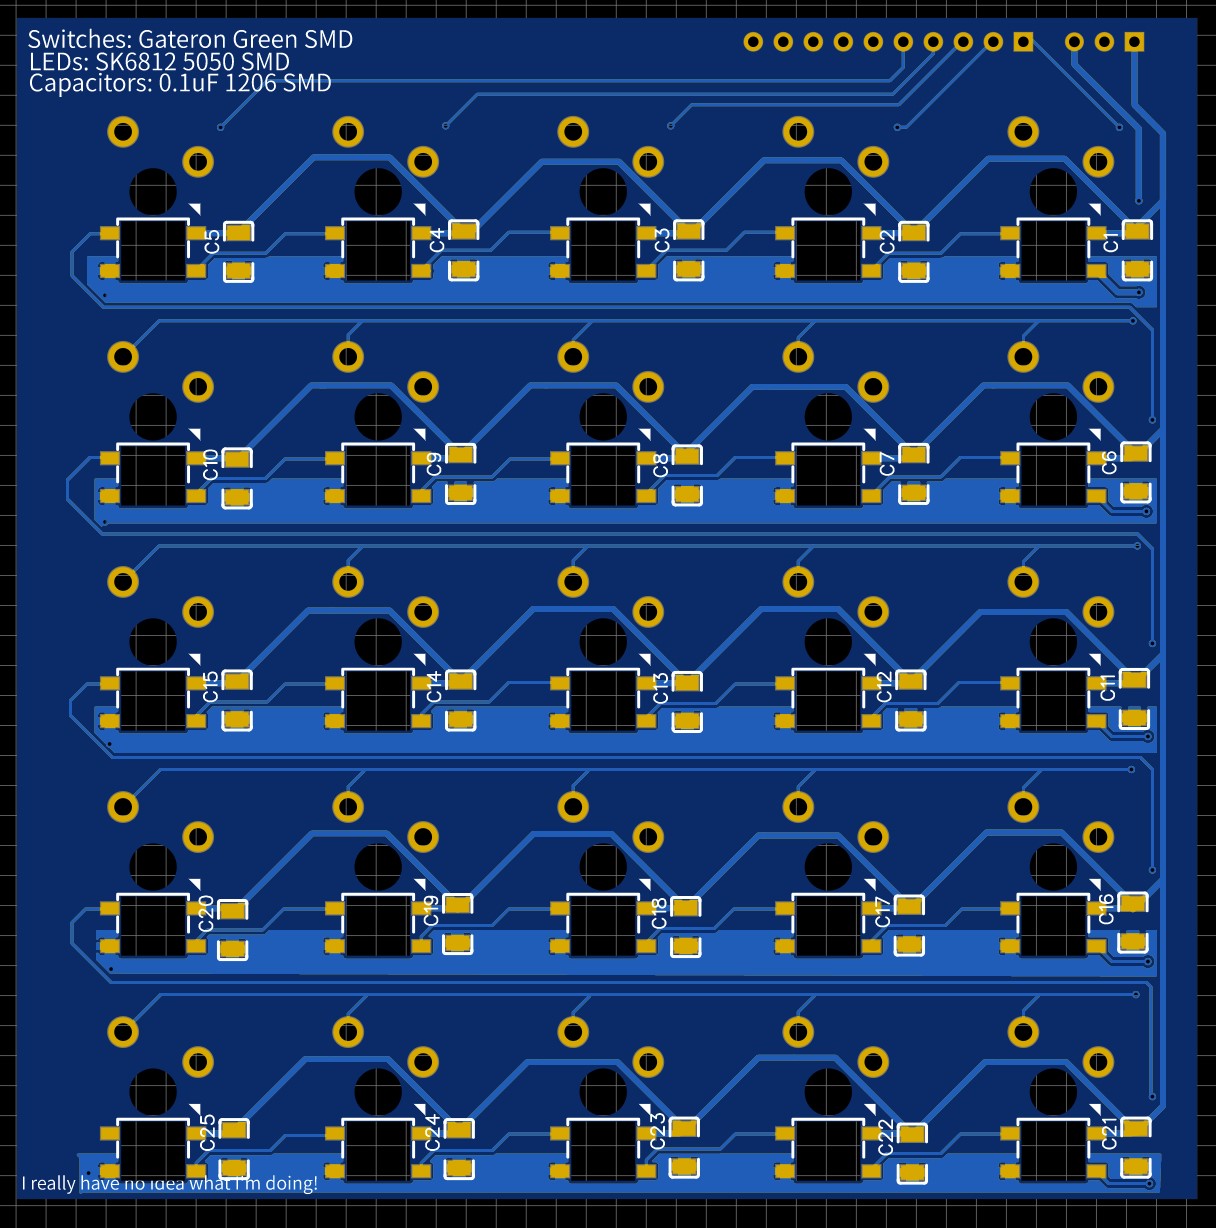 Switches: Gateron Green SMD
LEDs: SK6812 5050 SMD
Capacitors: 0.1uF 1206 SMD
C5
C4
C3
C2
C1
C10
C9
C8
C7
C6
C15
C14
C13
C12
C11
C20
C19
C18
C17
C16
C25
C24
C23
C22
C21
I really have no idea what I'm doing!